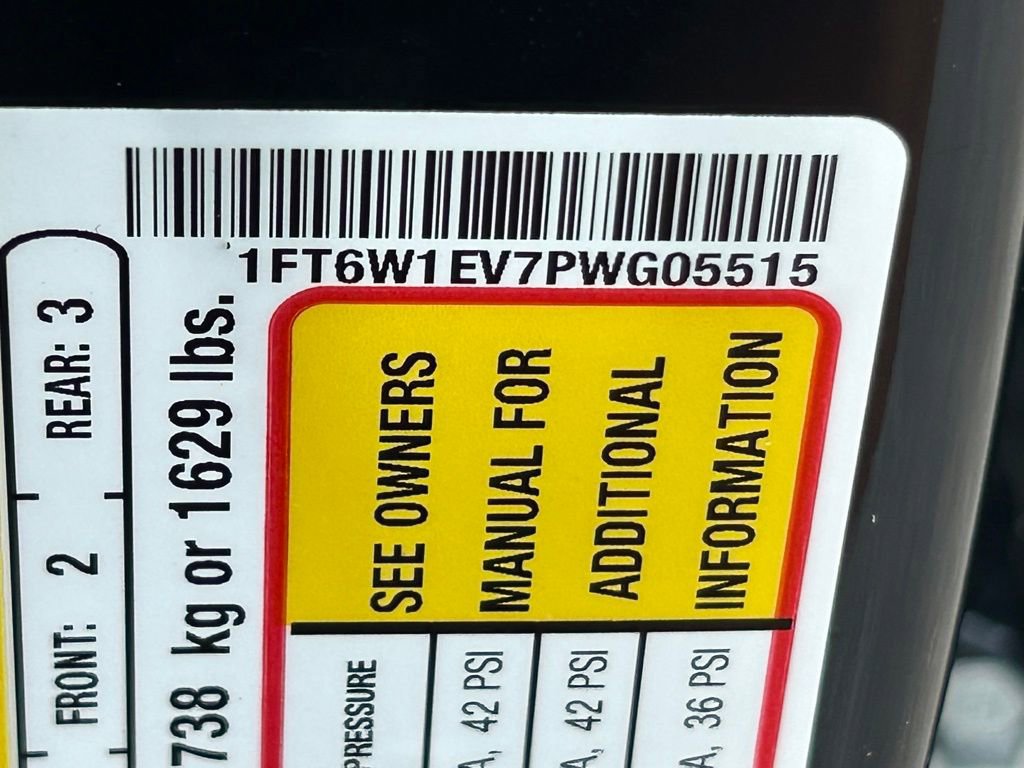 1FT6W1EV7PWG05515
FRONT: 2 REAR: 3
738 kg or 1629 lbs.
SEE OWNERS
MANUAL FOR
ADDITIONAL
INFORMATION
PRESSURE
A, 42 PSI
A, 42 PSI
A, 36 PSI